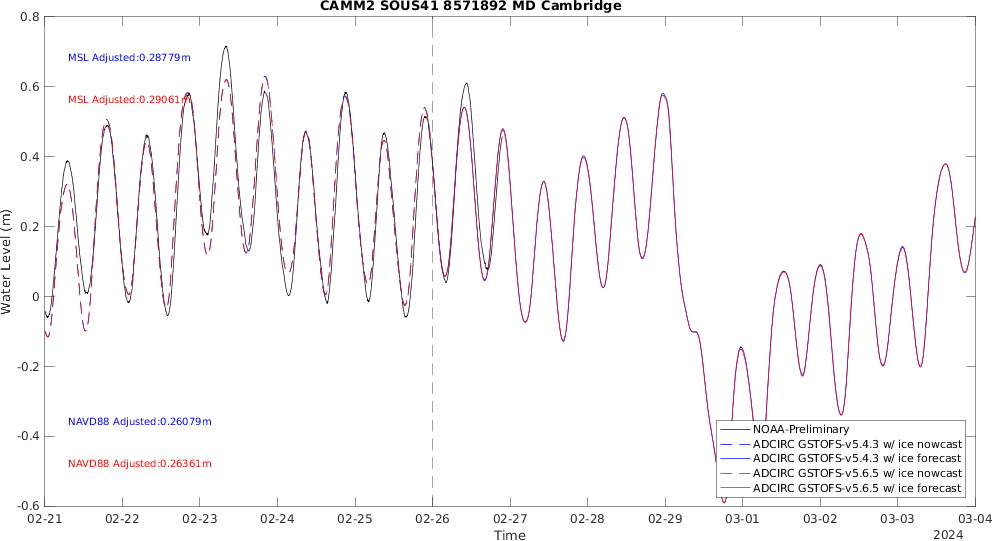 CAMM2 SOUS41 8571892 MD Cambridge
0.8
0.6
0.4
0.2
0
-0.2
-0.4
-0.6
Water Level (m)
MSL Adjusted:0.28779m
MSL Adjusted:0.29061m
NAVD88 Adjusted:0.26079m
NAVD88 Adjusted:0.26361m
NOAA-Preliminary
ADCIRC GSTOFS-v5.4.3 w/ ice nowcast
ADCIRC GSTOFS-v5.4.3 w/ ice forecast
ADCIRC GSTOFS-v5.6.5 w/ ice nowcast
ADCIRC GSTOFS-v5.6.5 w/ ice forecast
02-21 02-22 02-23 02-24 02-25 02-26 02-27 02-28 02-29 03-01 03-02 03-03 03-04
Time
2024